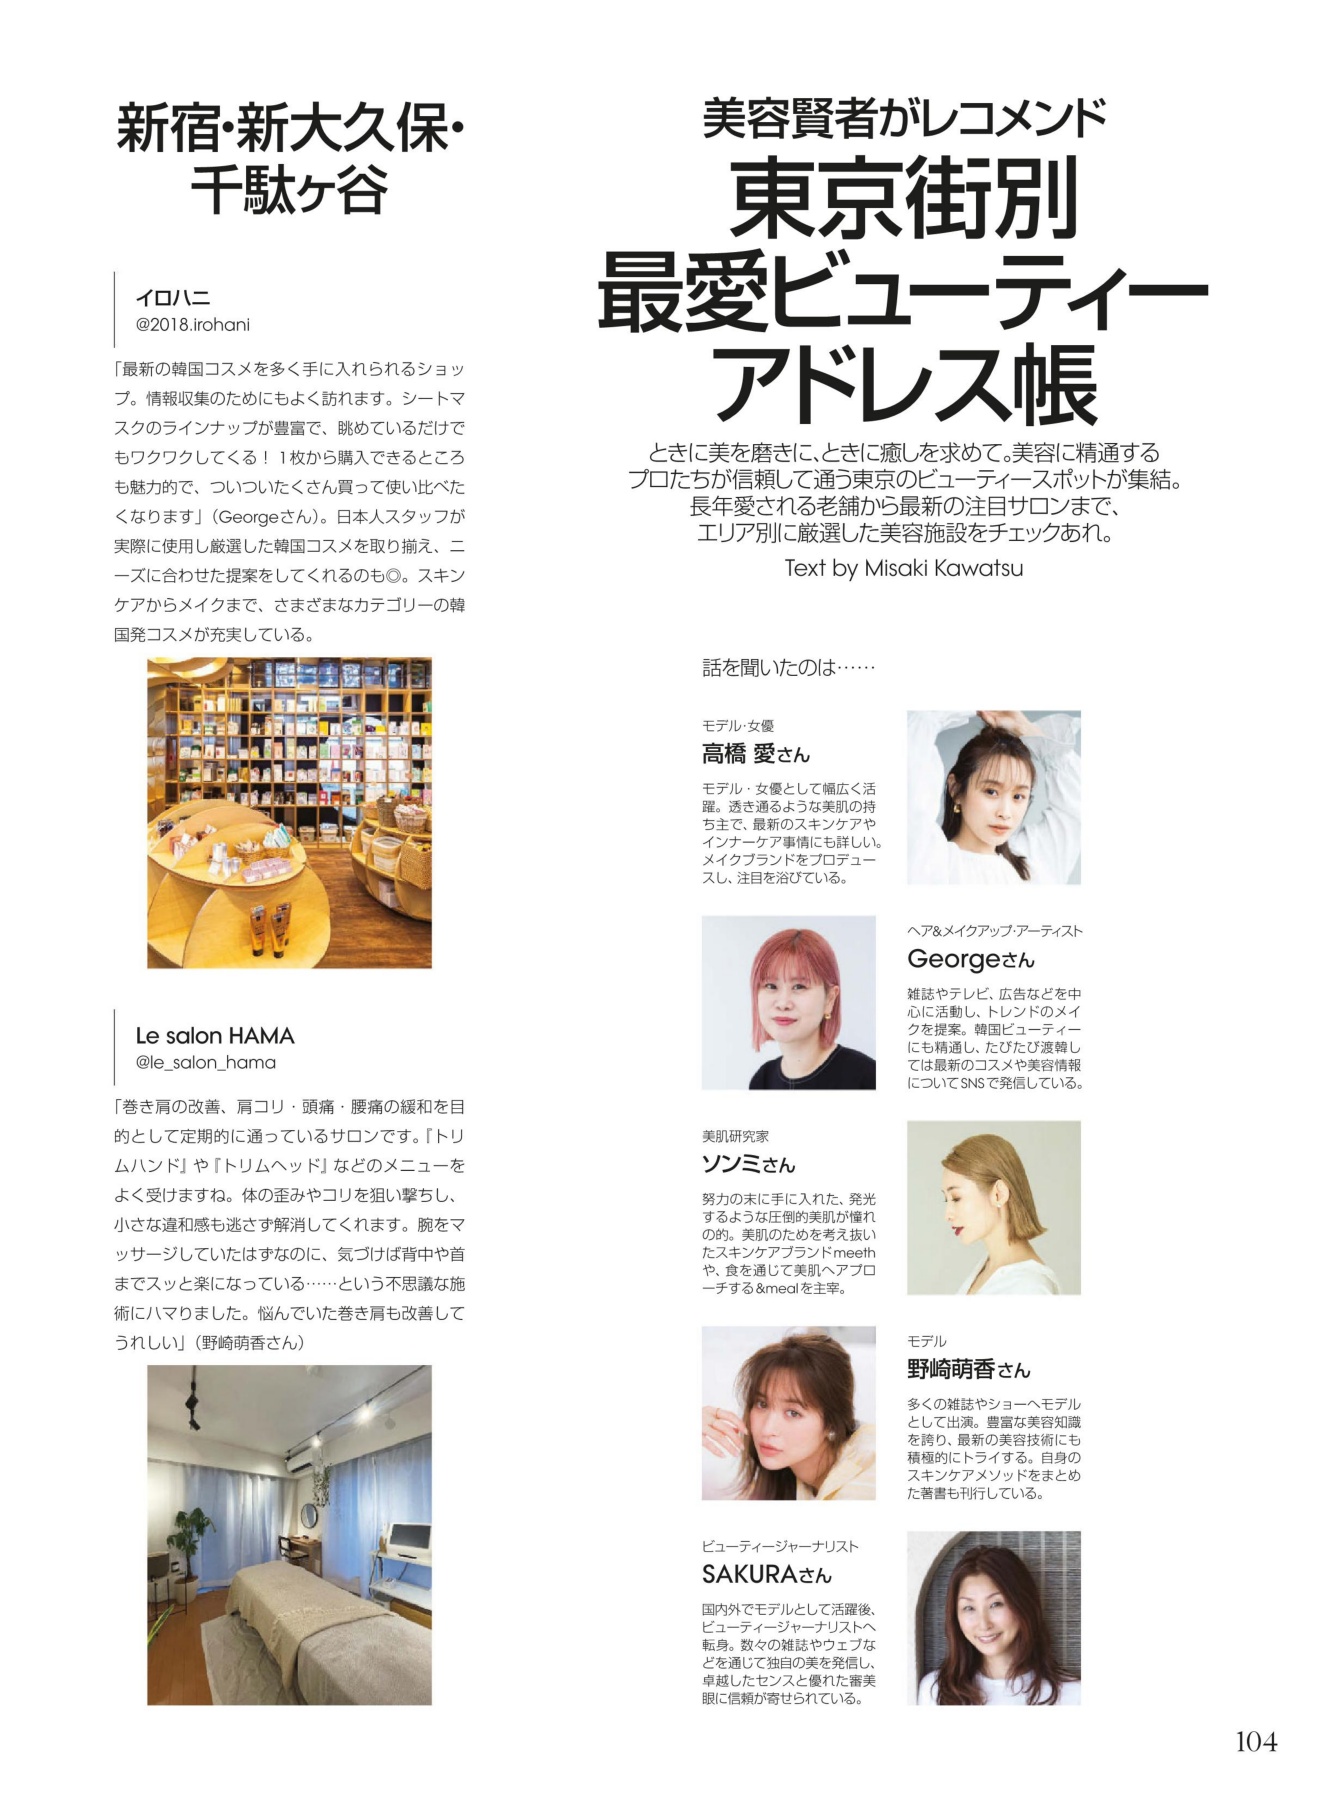 美容賢者がレコメンド
東京街別
最愛ビューティー
アドレス帳
ときに美を磨きに、ときに癒しを求めて。美容に精通する
プロたちが信頼して通う東京のビューティースポットが集結。
長年愛される老舗から最新の注目サロンまで、
エリア別に厳選した美容施設をチェックあれ。
Text by Misaki Kawatsu
話を聞いたのは……
モデル・女優
高橋 愛さん
モデル・女優として幅広く活
躍。透き通るような美肌の持
ち主で、最新のスキンケアや
インナーケア事情にも詳しい。
メイクブランドをプロデュー
スし、注目を浴びている。
ヘア&メイクアップ・アーティスト
Georgeさん
雑誌やテレビ、広告などを中
心に活動し、トレンドのメイ
クを提案。韓国ビューティー
にも精通し、たびたび渡韓し
ては最新のコスメや美容情報
についてSNSで発信している。
美肌研究家
ソンミさん
努力の末に手に入れた、発光
するような圧倒的美肌が憧れ
の的。美肌のためを考え抜い
たスキンケアブランドmeeth
や、食を通じて美肌へアプロ
ーチする&mealを主宰。
モデル
野崎萌香さん
多くの雑誌やショーへモデル
として出演。豊富な美容知識
を誇り、最新の美容技術にも
積極的にトライする。自身の
スキンケアメソッドをまとめ
た著書も刊行している。
ビューティージャーナリスト
SAKURAさん
国内外でモデルとして活躍後、
ビューティージャーナリストへ
転身。数々の雑誌やウェブな
どを通じて独自の美を発信し、
卓越したセンスと優れた審美
眼に信頼が寄せられている。
新宿・新大久保・
千駄ヶ谷
イロハニ
@2018.irohani
「最新の韓国コスメを多く手に入れられるショッ
プ。情報収集のためにもよく訪れます。シートマ
スクのラインナップが豊富で、眺めているだけで
もワクワクしてくる！ 1枚から購入できるところ
も魅力的で、ついついたくさん買って使い比べた
くなります」（Georgeさん）。日本人スタッフが
実際に使用し厳選した韓国コスメを取り揃え、ニ
ーズに合わせた提案をしてくれるのも◎。スキン
ケアからメイクまで、さまざまなカテゴリーの韓
国発コスメが充実している。
Le salon HAMA
@le_salon_hama
「巻き肩の改善、肩コリ・頭痛・腰痛の緩和を目
的として定期的に通っているサロンです。『トリ
ムハンド』や『トリムヘッド』などのメニューを
よく受けますね。体の歪みやコリを狙い撃ちし、
小さな違和感も逃さず解消してくれます。腕をマ
ッサージしていたはずなのに、気づけば背中や首
までスッと楽になっている……という不思議な施
術にハマりました。悩んでいた巻き肩も改善して
うれしい」（野崎萌香さん）
104